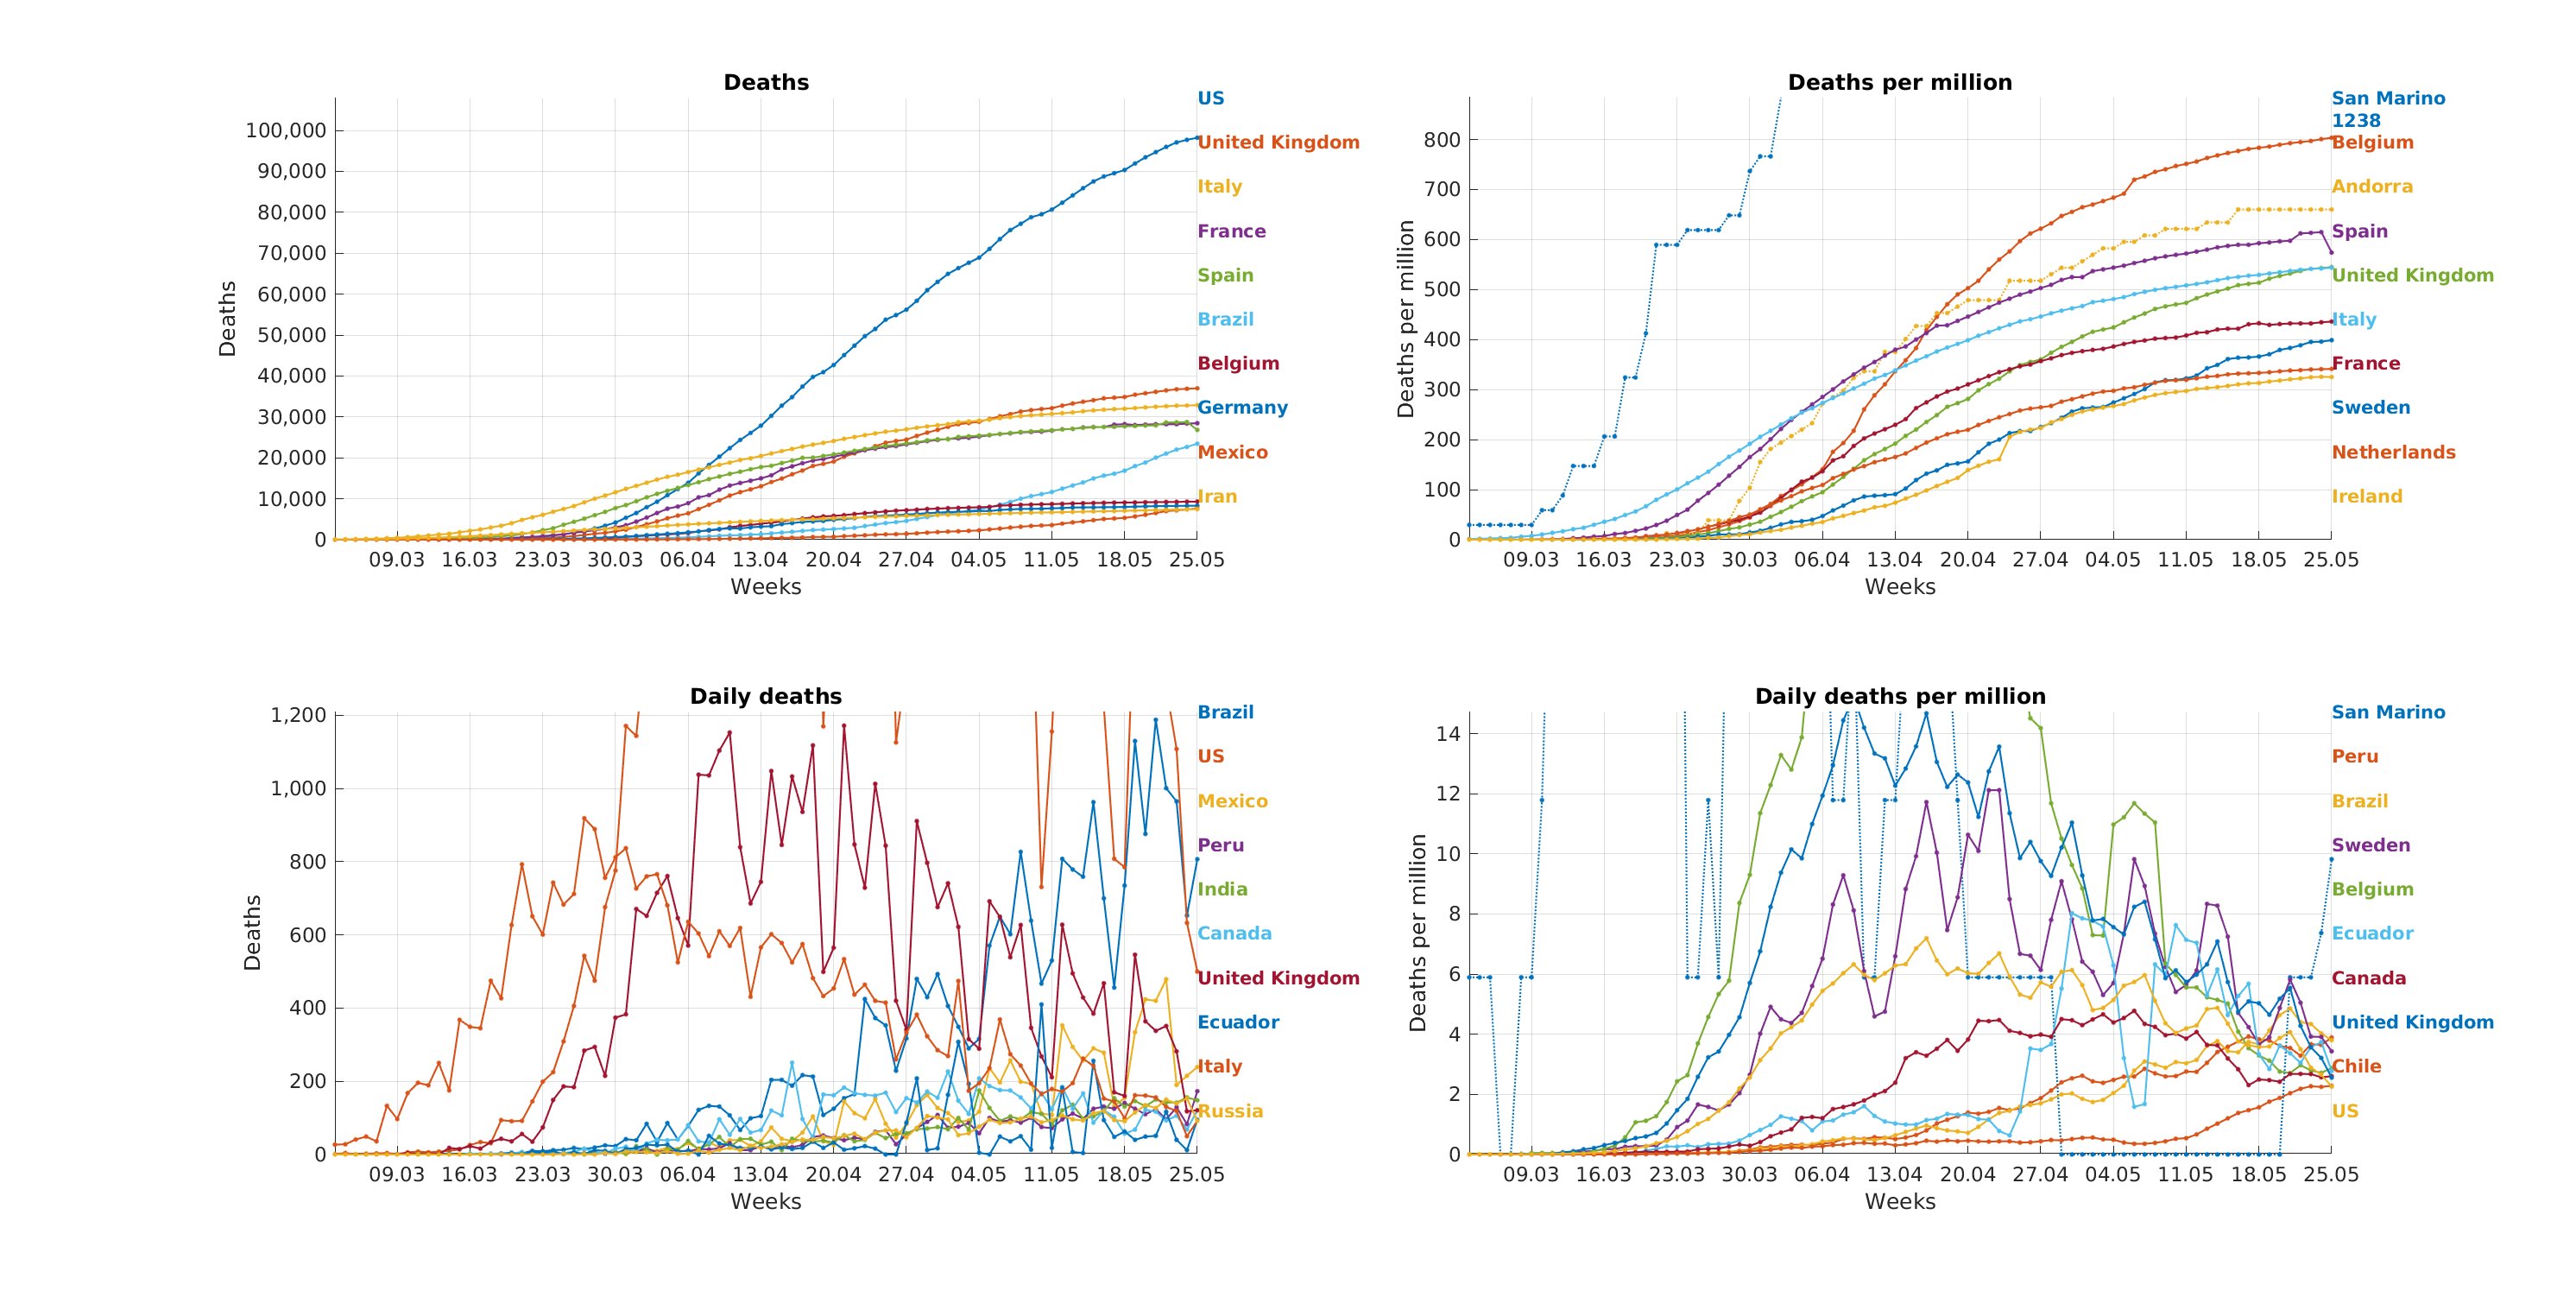 Deaths
Deaths
100,000
90,000
80,000
70,000
60,000
50,000
40,000
30,000
20,000
10,000
0
09.03 16.03 23.03 30.03 06.04 13.04 20.04 27.04 04.05 11.05 18.05 25.05
Weeks
US
United Kingdom
Italy
France
Spain
Brazil
Belgium
Germany
Mexico
Iran
Deaths per million
Deaths per million
800
700
600
500
400
300
200
100
0
09.03 16.03 23.03 30.03 06.04 13.04 20.04 27.04 04.05 11.05 18.05 25.05
Weeks
San Marino
1238
Belgium
Andorra
Spain
United Kingdom
Italy
France
Sweden
Netherlands
Ireland
Daily deaths
Deaths
1,200
1,000
800
600
400
200
0
09.03 16.03 23.03 30.03 06.04 13.04 20.04 27.04 04.05 11.05 18.05 25.05
Weeks
Brazil
US
Mexico
Peru
India
Canada
United Kingdom
Ecuador
Italy
Russia
Daily deaths per million
Deaths per million
14
12
10
8
6
4
2
0
09.03 16.03 23.03 30.03 06.04 13.04 20.04 27.04 04.05 11.05 18.05 25.05
Weeks
San Marino
Peru
Brazil
Sweden
Belgium
Ecuador
Canada
United Kingdom
Chile
US